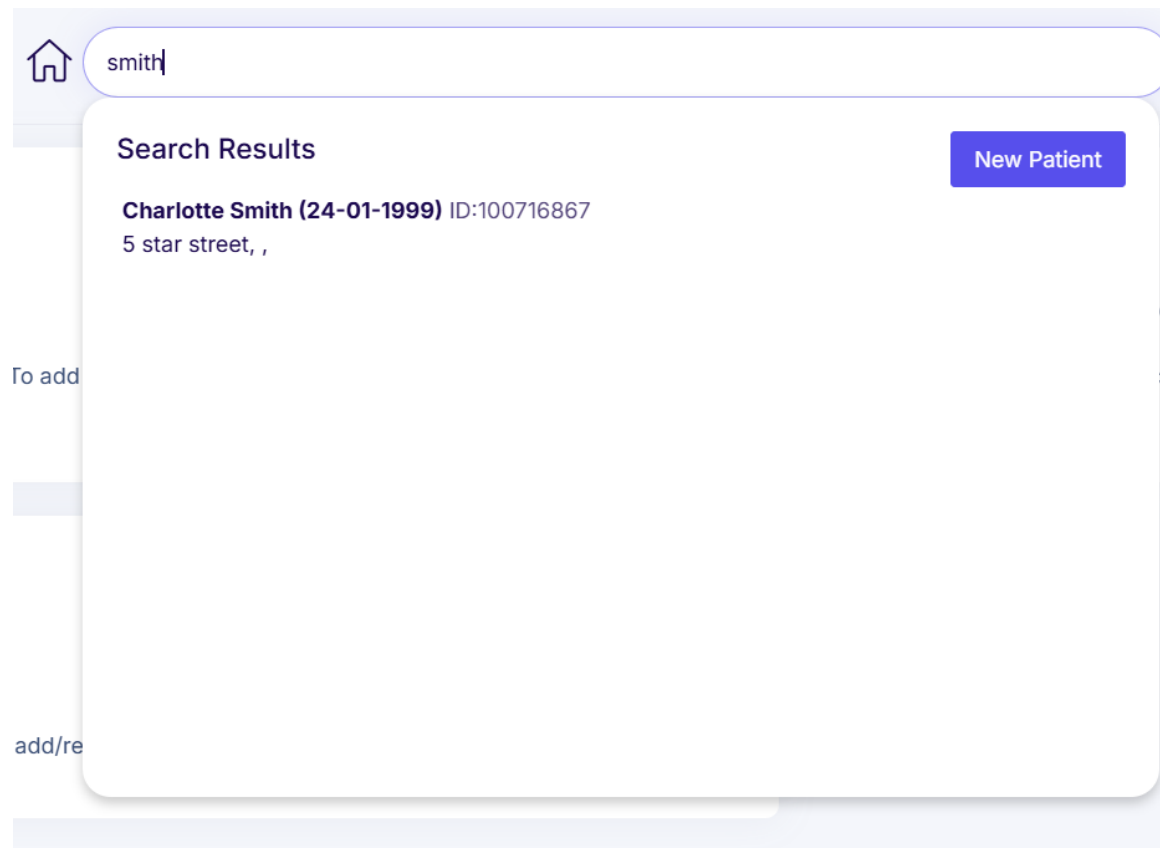 smith
Search Results
New Patient
Charlotte Smith (24-01-1999) ID:100716867
5 star street, ,
To add
add/re